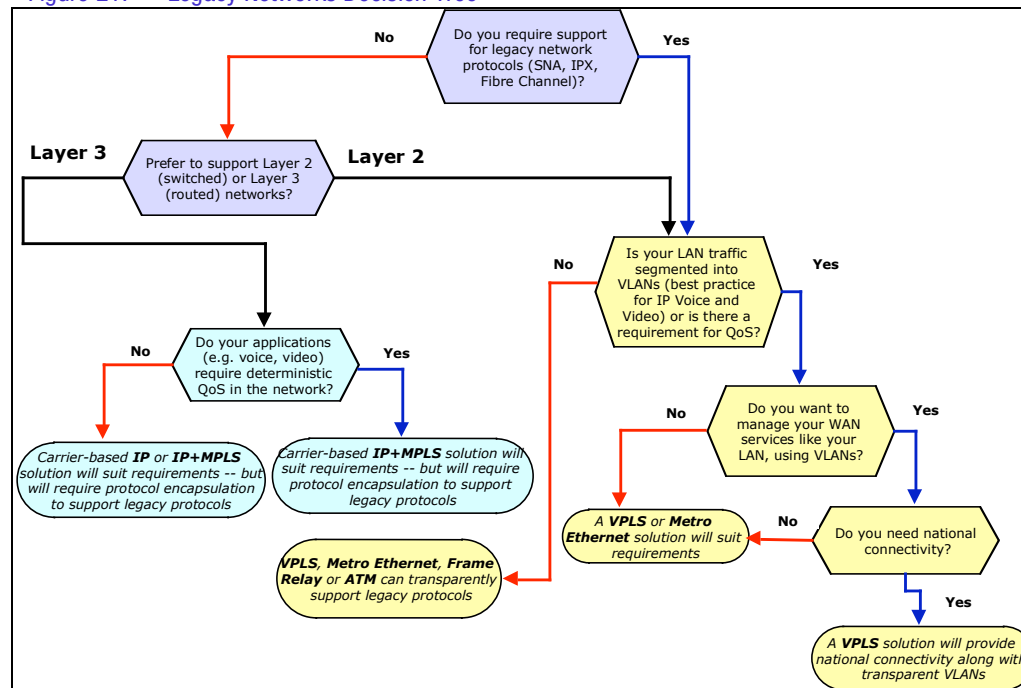 No
Do you require support
for legacy network
protocols (SNA, IPX,
Fibre Channel)?
Yes
Layer 3
Prefer to support Layer 2
(switched) or Layer 3
(routed) networks?
Layer 2
No
Is your LAN traffic
segmented into
VLANs (best practice
for IP Voice and
Video) or is there a
requirement for QoS?
Yes
No
Do your applications
(e.g. voice, video)
require deterministic
QoS in the network?
Yes
No
Do you want to
manage your WAN
services like your
LAN, using VLANs?
Yes
Carrier-based IP or IP+MPLS
solution will suit requirements -- but
will require protocol encapsulation
to support legacy protocols
Carrier-based IP+MPLS solution will
suit requirements -- but will require
protocol encapsulation to support
legacy protocols
A VPLS or Metro
Ethernet solution will suit
requirements
No
Do you need national
connectivity?
VPLS, Metro Ethernet, Frame
Relay or ATM can transparently
support legacy protocols
Yes
A VPLS solution will provide
national connectivity along with
transparent VLANs